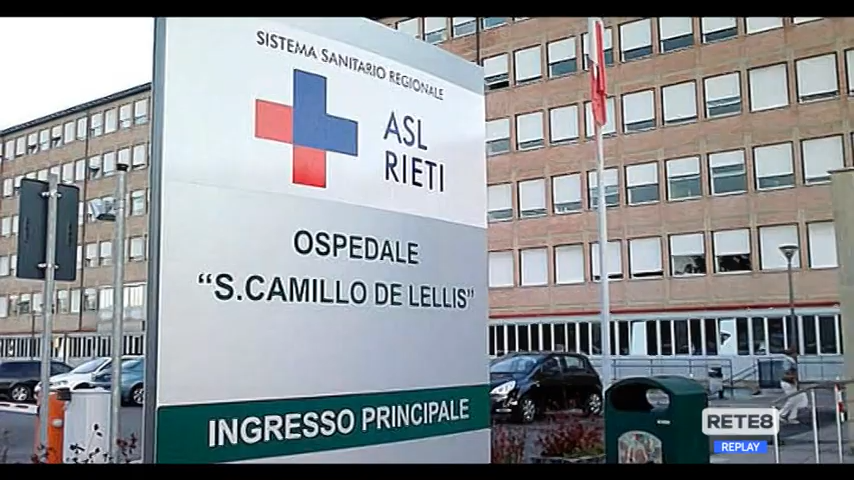 SISTEMA SANITARIO REGIONALE
ASL
RIETI
OSPEDALE
“S.CAMILLO DE LELLIS”
INGRESSO PRINCIPALE
RETE8
REPLAY